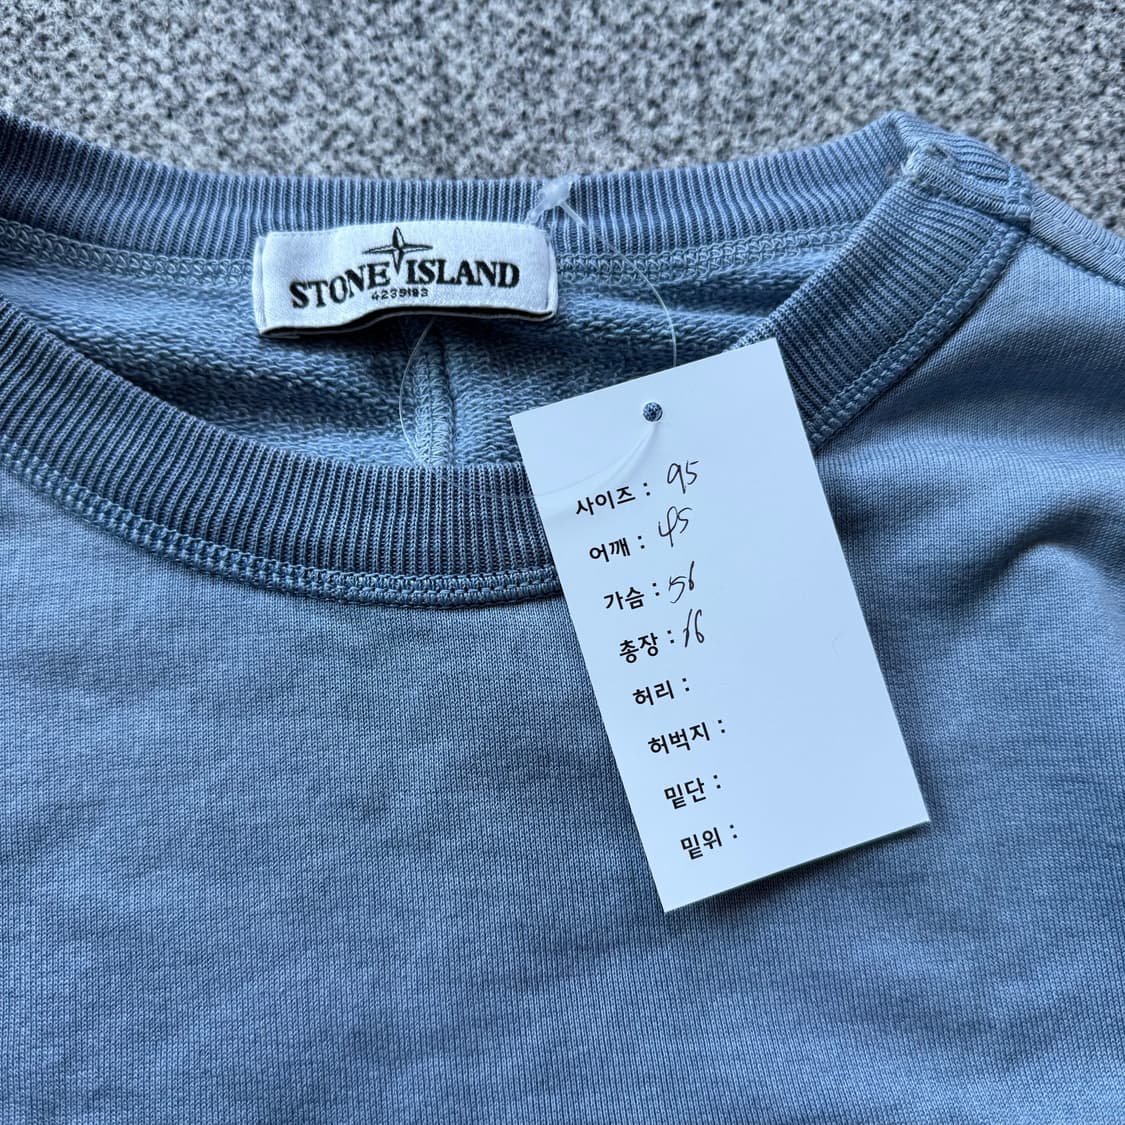 STONE ISLAND
4239193
사이즈 : 95
어깨 : 45
가슴 : 56
총장 :
허리 :
허벅지 :
밑단 :
밑위 :